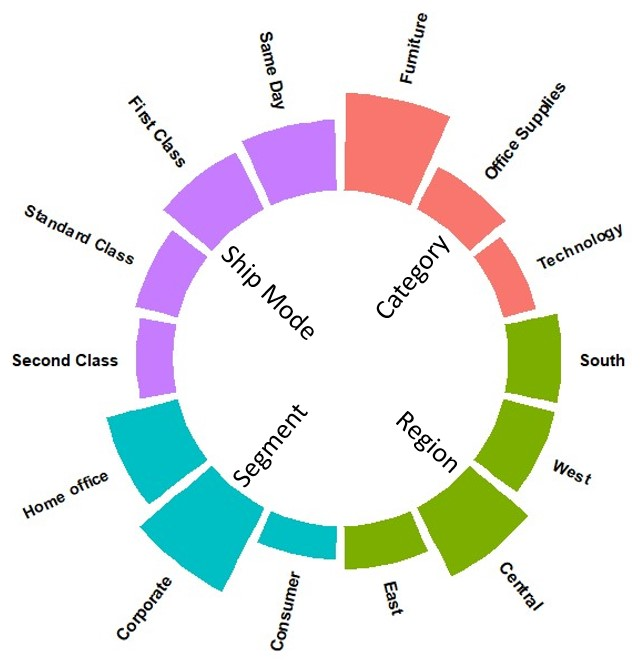 Furniture
Office Supplies
Technology
South
West
Central
East
Consumer
Corporate
Home office
Second Class
Standard Class
First Class
Same Day
Ship Mode
Category
Segment
Region